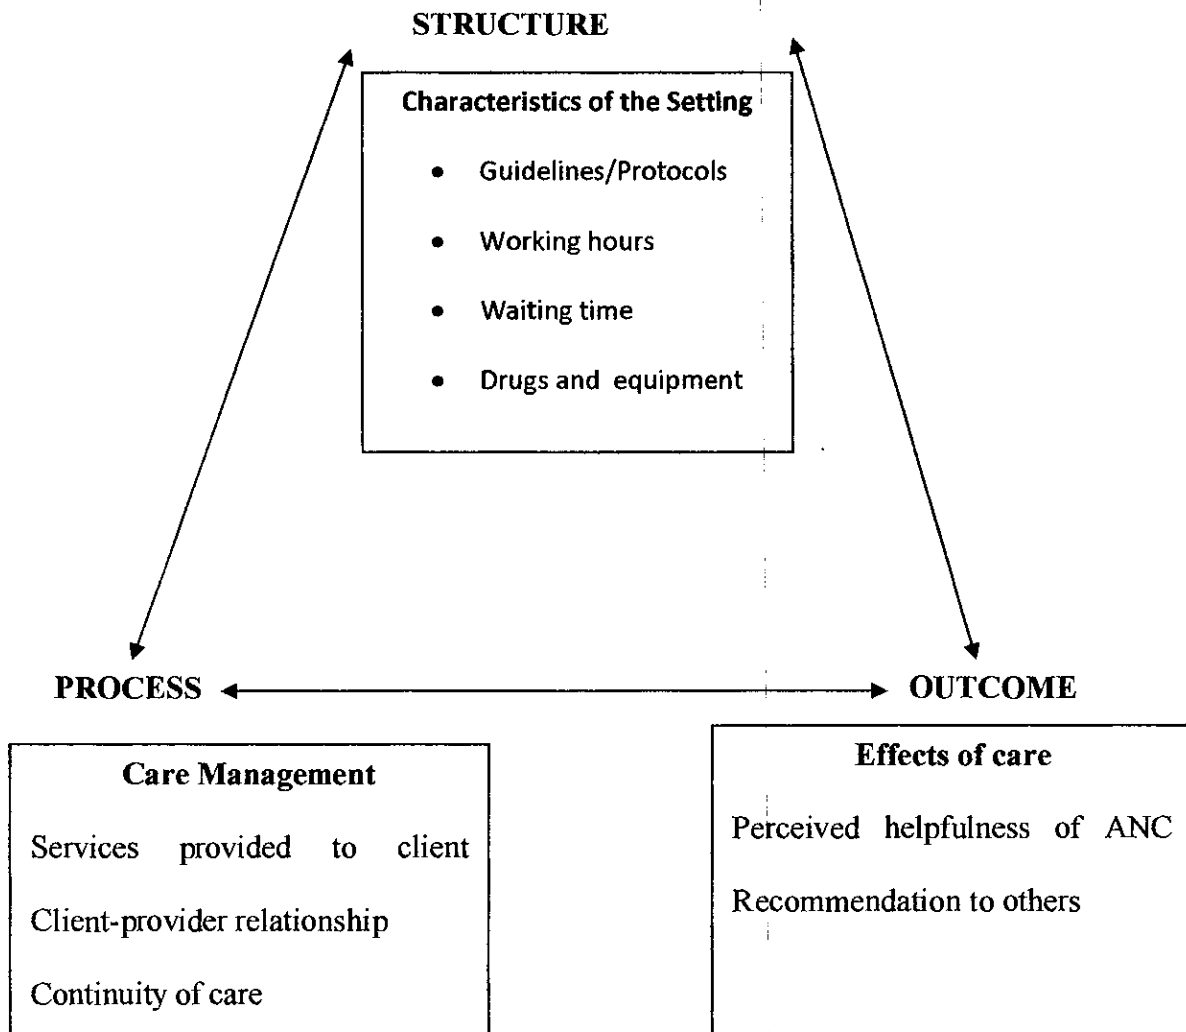 STRUCTURE
Characteristics of the Setting
• Guidelines/Protocols
• Working hours
• Waiting time
• Drugs and equipment
PROCESS
OUTCOME
Care Management
Services provided to client
Client-provider relationship
Continuity of care
Effects of care
Perceived helpfulness of ANC
Recommendation to others